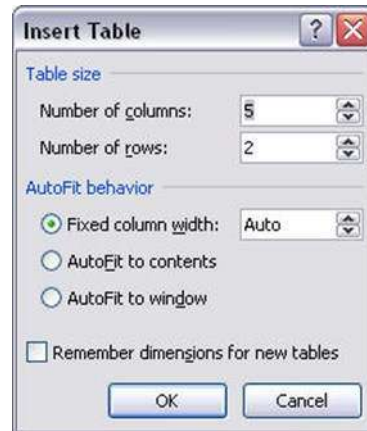 Insert Table
?
Table size
Number of columns: 5
Number of rows: 2
AutoFit behavior
Fixed column width: Auto
AutoFit to contents
AutoFit to window
Remember dimensions for new tables
OK Cancel